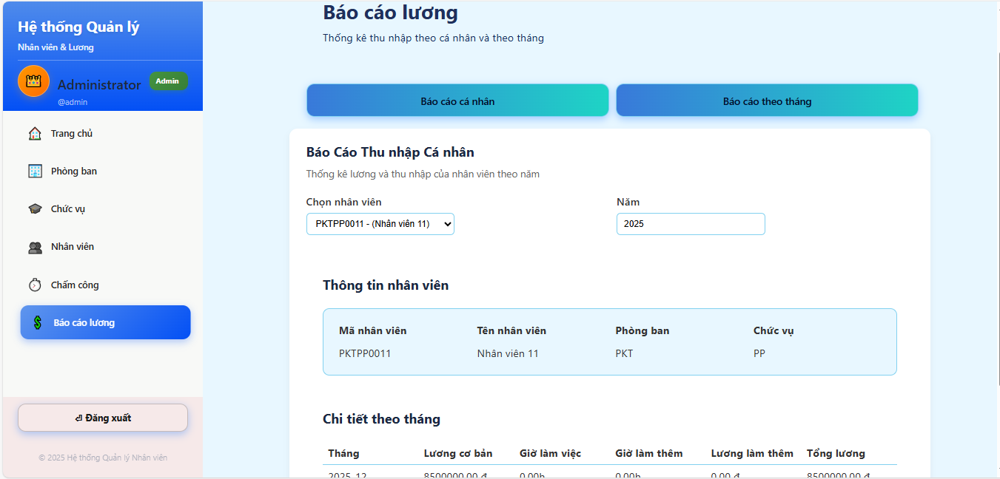 Hệ thống Quản lý
Nhân viên & Lương
Administrator
Admin
@admin
Trang chủ
Phòng ban
Chức vụ
Nhân viên
Chấm công
Báo cáo lương
Đăng xuất
© 2025 Hệ thống Quản lý Nhân viên
Báo cáo lương
Thống kê thu nhập theo cá nhân và theo tháng
Báo cáo cá nhân
Báo cáo theo tháng
Báo Cáo Thu nhập Cá nhân
Thống kê lương và thu nhập của nhân viên theo năm
Chọn nhân viên
Năm
PKTPP0011 - (Nhân viên 11)
2025
Thông tin nhân viên
Mã nhân viên Tên nhân viên Phòng ban Chức vụ
PKTPP0011 Nhân viên 11 PKT PP
Chi tiết theo tháng
Tháng Lương cơ bản Giờ làm việc Giờ làm thêm Lương làm thêm Tổng lương
2025-12 8500000.00 đ 0.00h 0.00h 0.00 đ 8500000.00 đ